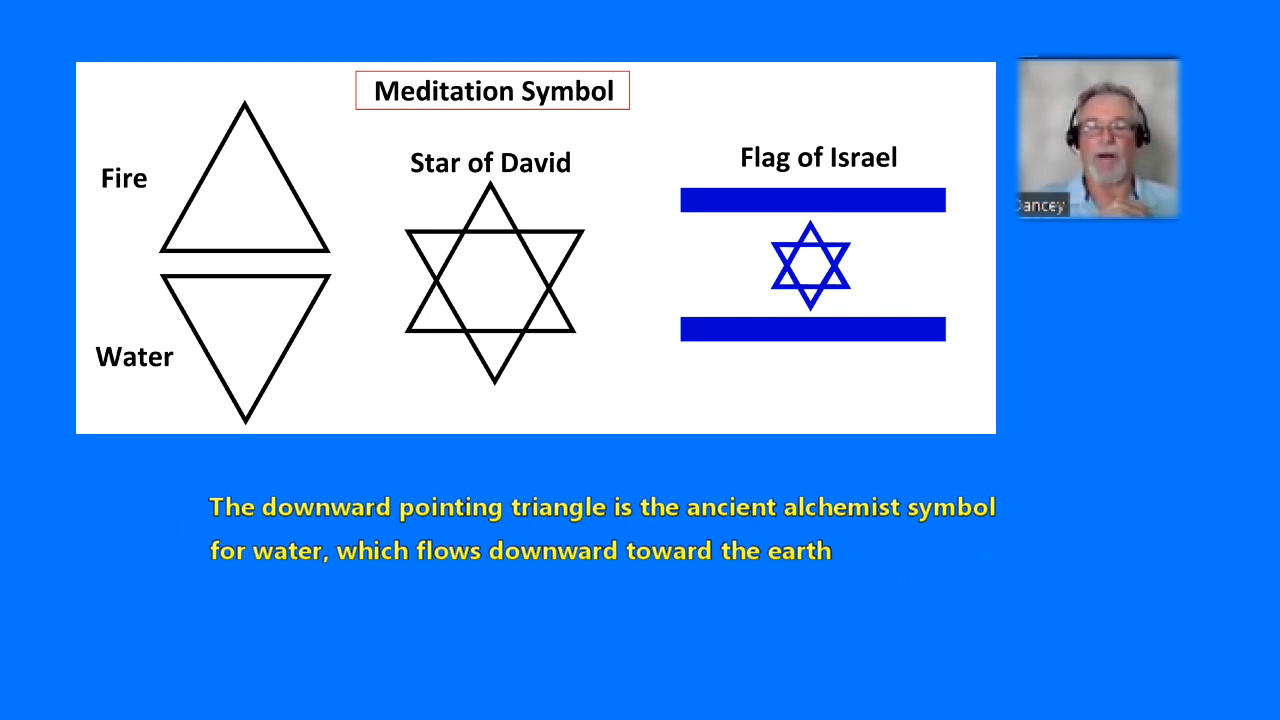 Meditation Symbol
Fire
Star of David
Flag of Israel
Water
Dancey
The downward pointing triangle is the ancient alchemist symbol
for water, which flows downward toward the earth